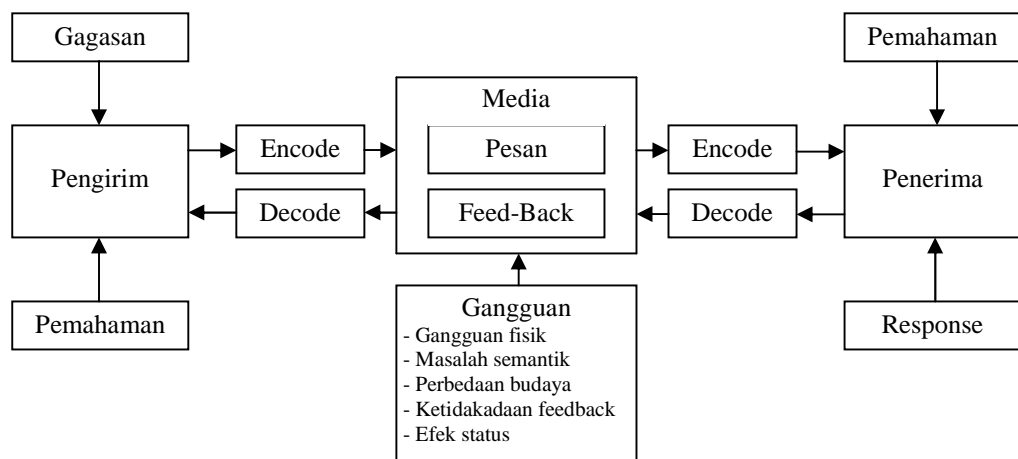 Gagasan
Pemahaman
Media
Encode
Pesan
Encode
Pengirim
Penerima
Decode
Feed-Back
Decode
Pemahaman
Gangguan
- Gangguan fisik
- Masalah semantik
- Perbedaan budaya
- Ketidakadaan feedback
- Efek status
Response